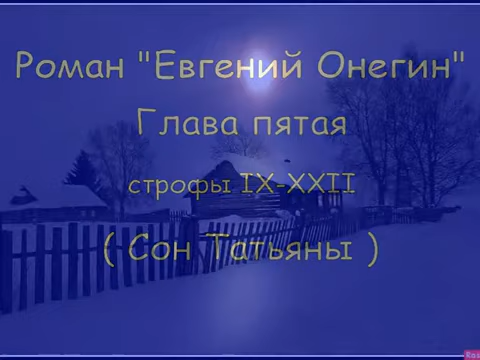 Роман "Евгений Онегин"
Глава пятая
строфы IX-XXII
( Сон Татьяны )